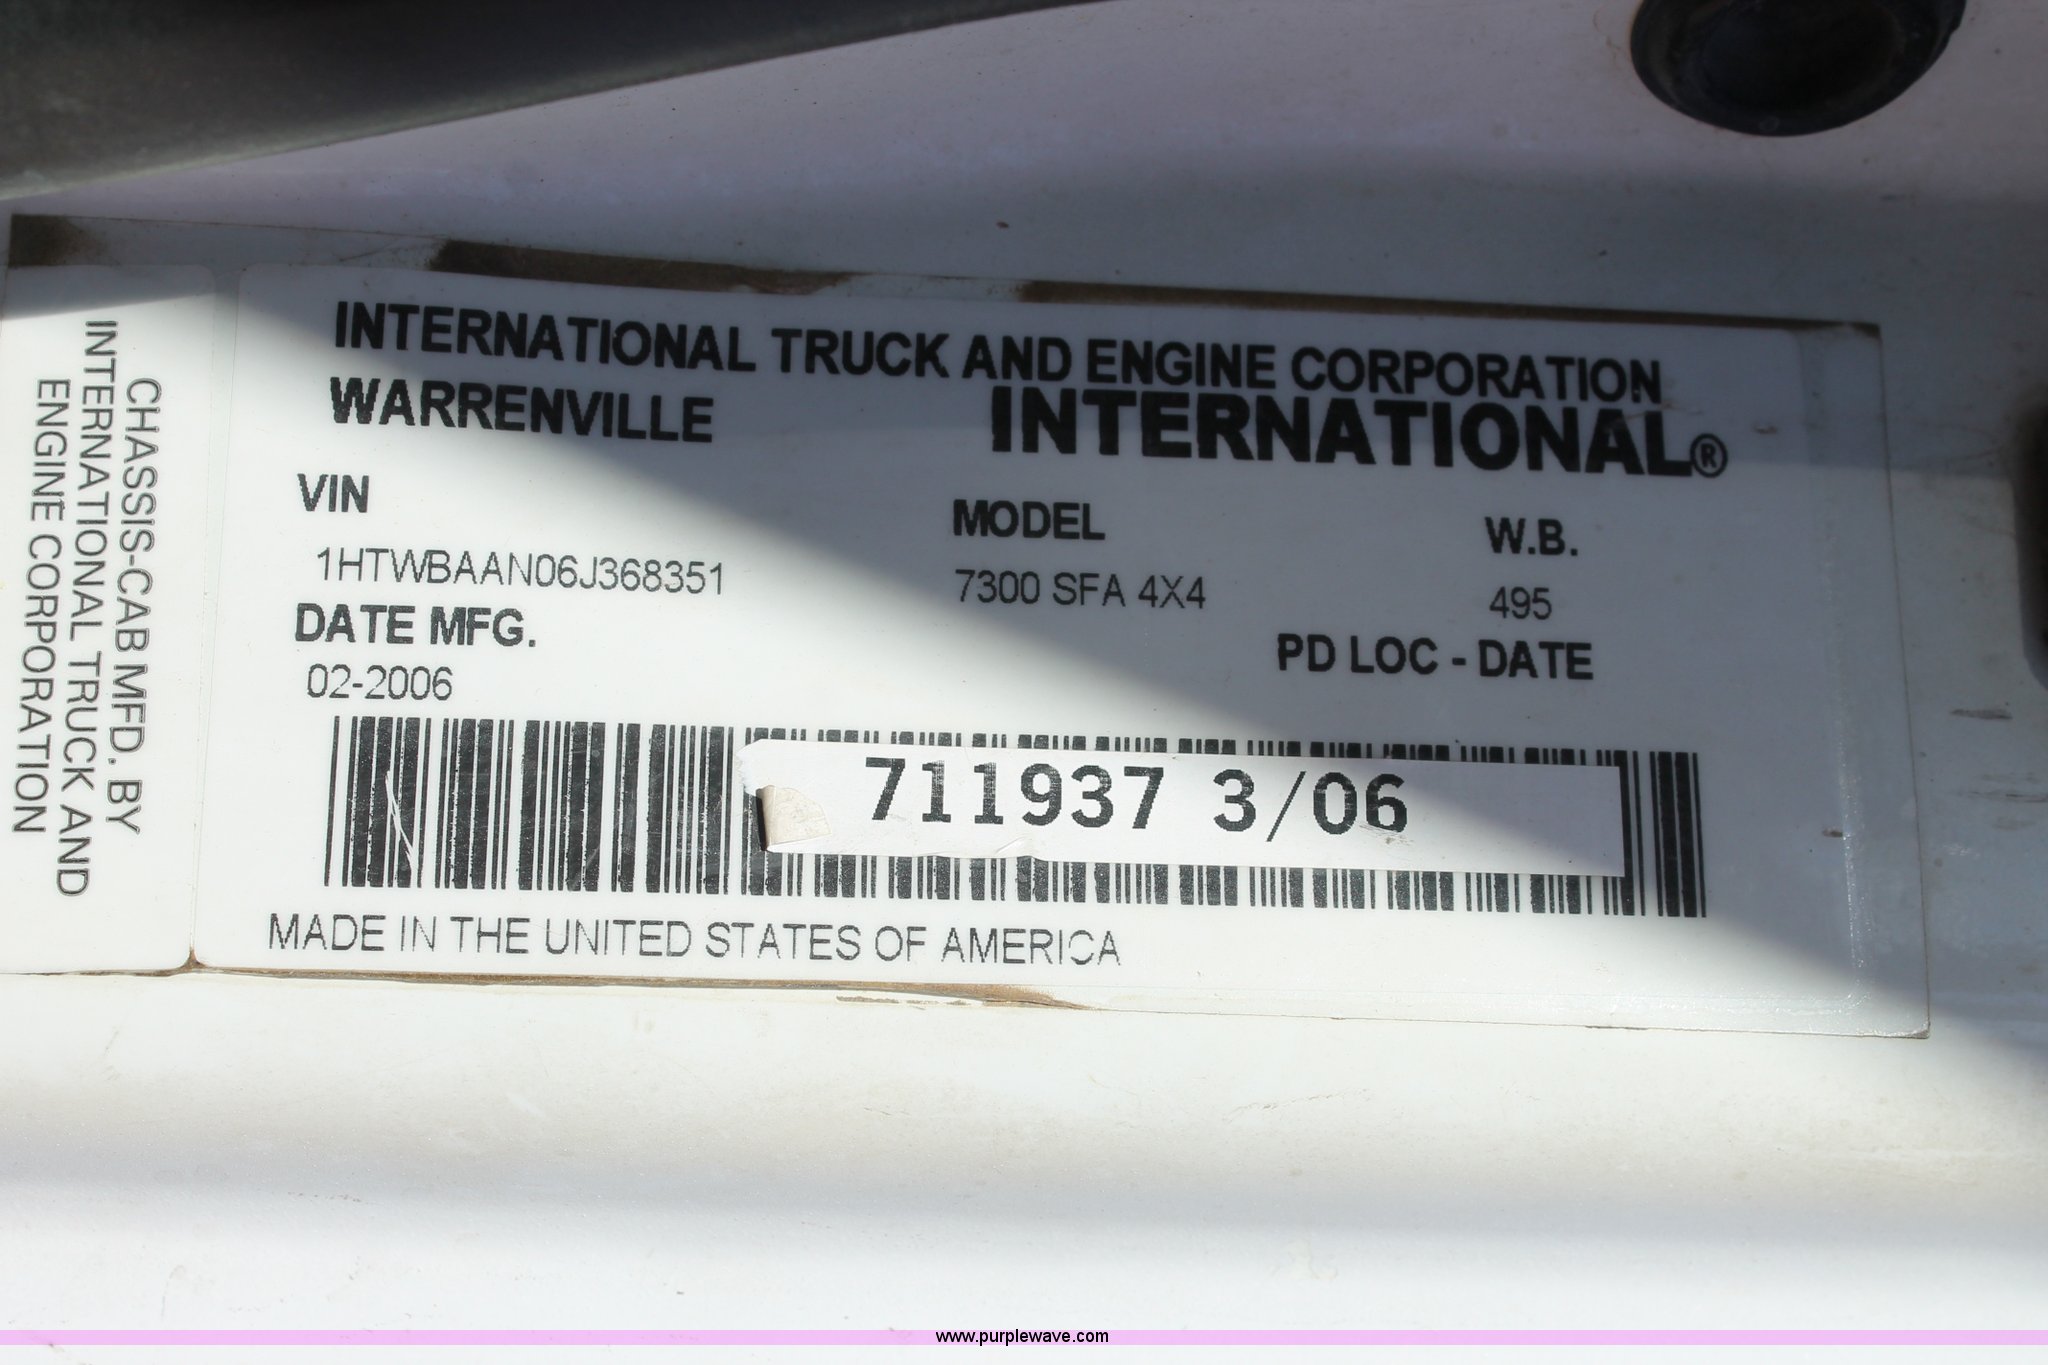 CHASSIS-CAB MFD. BY
INTERNATIONAL TRUCK AND
ENGINE CORPORATION
INTERNATIONAL TRUCK AND ENGINE CORPORATION
WARRENVILLE
INTERNATIONAL®
VIN
MODEL
W.B.
1HTWBAAN06J368351
7300 SFA 4X4
495
DATE MFG.
PD LOC - DATE
02-2006
711937 3/06
MADE IN THE UNITED STATES OF AMERICA
www.purplewave.com